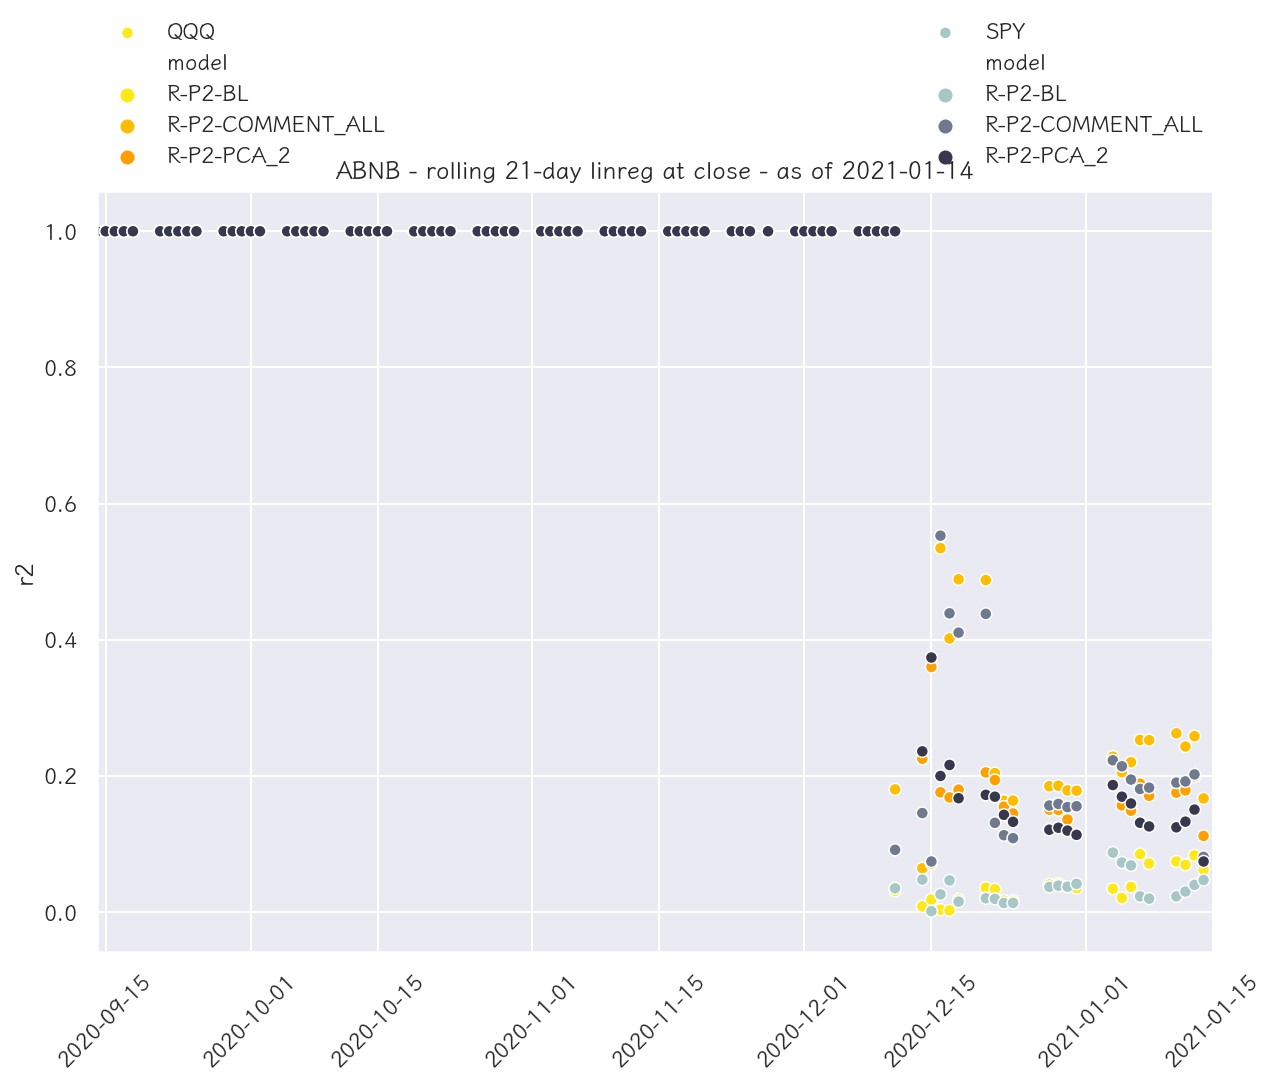 QQQ
model
R-P2-BL
R-P2-COMMENT_ALL
R-P2-PCA_2
SPY
model
R-P2-BL
R-P2-COMMENT_ALL
R-P2-PCA_2
ABNB - rolling 21-day linreg at close - as of 2021-01-14
1.0
0.8
0.6
0.4
0.2
0.0
r2
2020-09-15
2020-10-01
2020-10-15
2020-11-01
2020-11-15
2020-12-01
2020-12-15
2021-01-01
2021-01-15